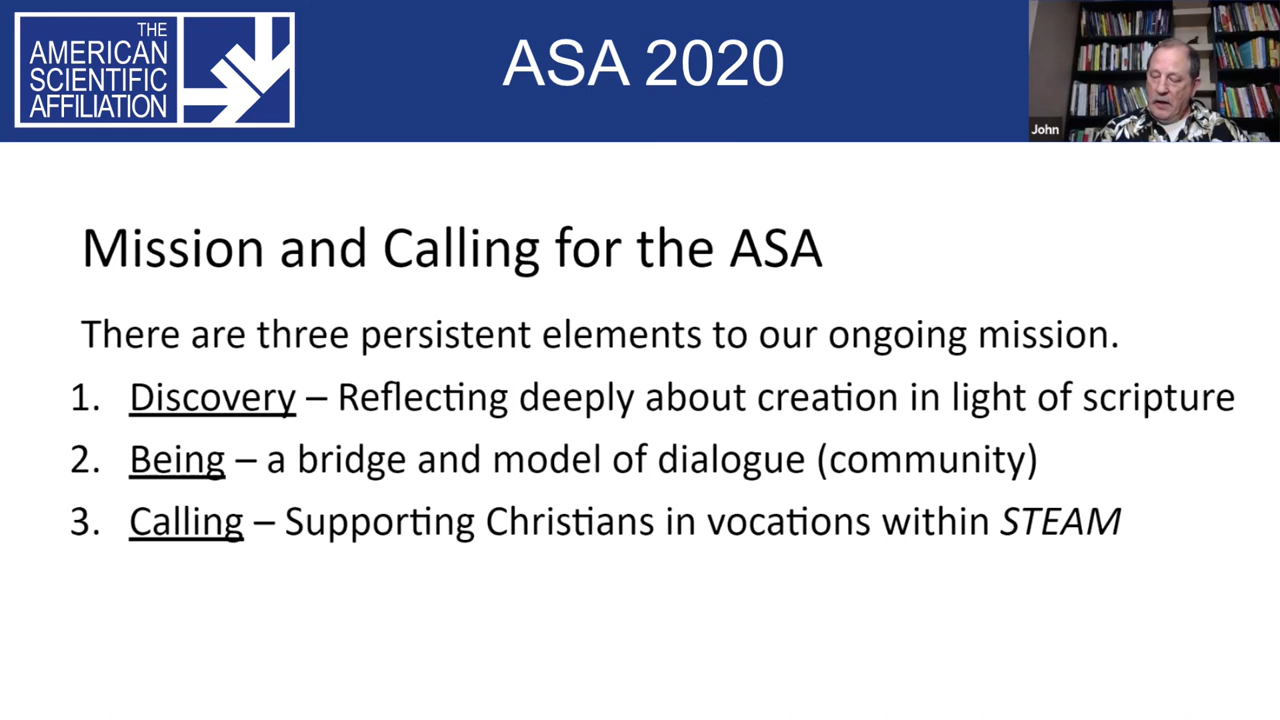 THE
AMERICAN
SCIENTIFIC
AFFILIATION
ASA 2020
John
Mission and Calling for the ASA
There are three persistent elements to our ongoing mission.
1. Discovery – Reflecting deeply about creation in light of scripture
2. Being – a bridge and model of dialogue (community)
3. Calling – Supporting Christians in vocations within STEAM